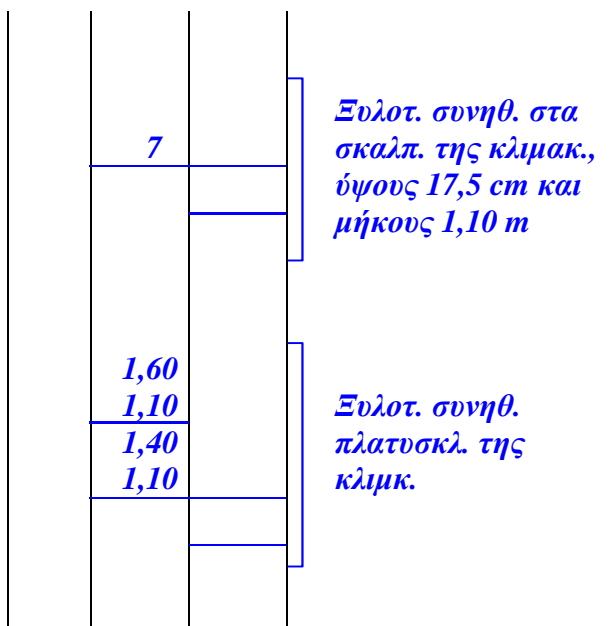 7
Ξυλοτ. συνηθ. στα
σκαλπ. της κλιμακ.,
ύψους 17,5 cm και
μήκους 1,10 m
1,60
1,10
1,40
1,10
Ξυλοτ. συνηθ.
πλατυσκλ. της
κλιμκ.